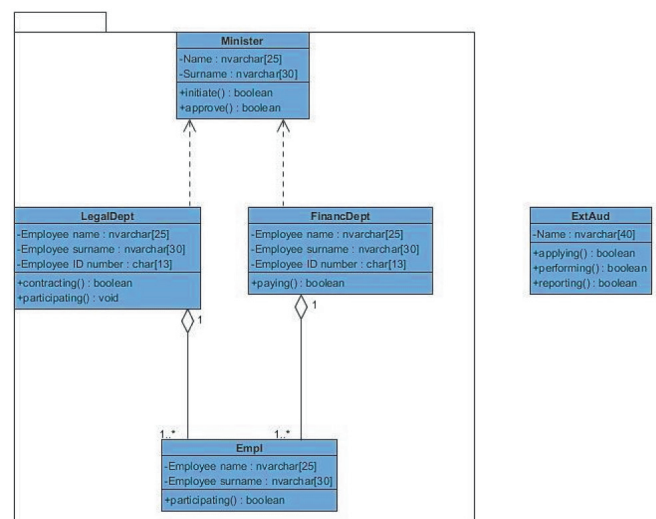 Minister
-Name : nvarchar[25]
-Surname : nvarchar[30]
+initiate() : boolean
+approve() : boolean
LegalDept
-Employee name : nvarchar[25]
-Employee surname : nvarchar[30]
-Employee ID number : char[13]
+contracting() : boolean
+participating() : void
FinancDept
-Employee name : nvarchar[25]
-Employee surname : nvarchar[30]
-Employee ID number : char[13]
+paying() : boolean
ExtAud
-Name : nvarchar[40]
+applying() : boolean
+performing() : boolean
+reporting() : boolean
1
1
1..*
1..*
Empl
-Employee name : nvarchar[25]
-Employee surname : nvarchar[30]
+participating() : boolean